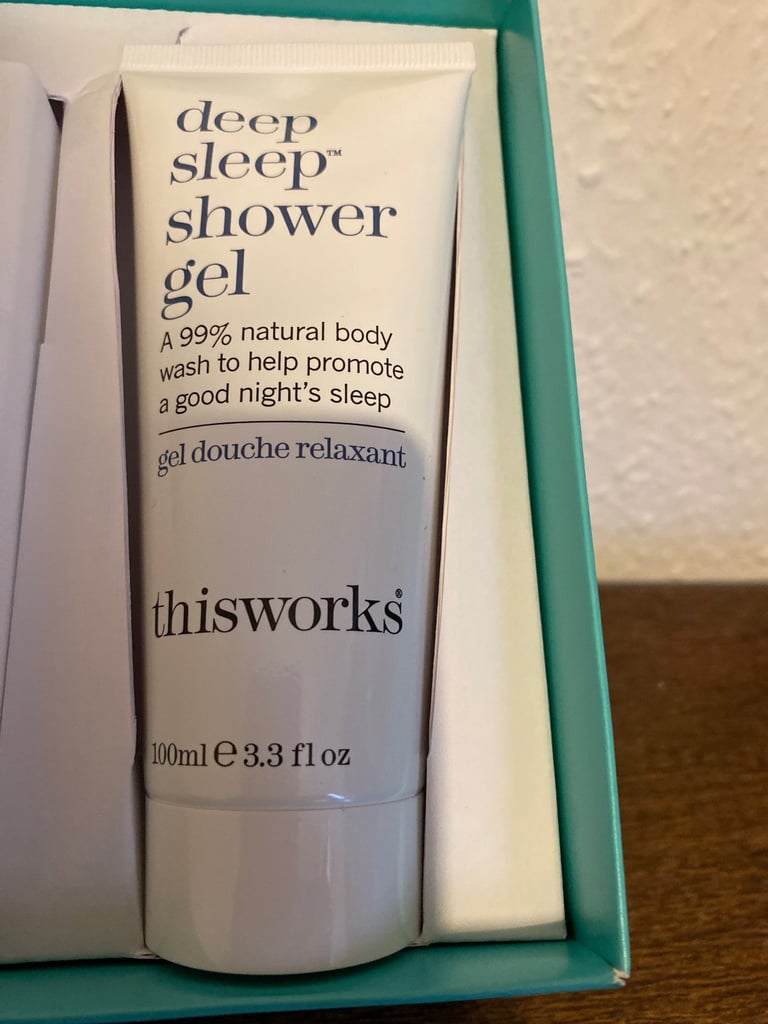 deep
sleep™
shower
gel
A 99% natural body
wash to help promote
a good night's sleep
gel douche relaxant
thisworks®
100ml ℮ 3.3 fl oz